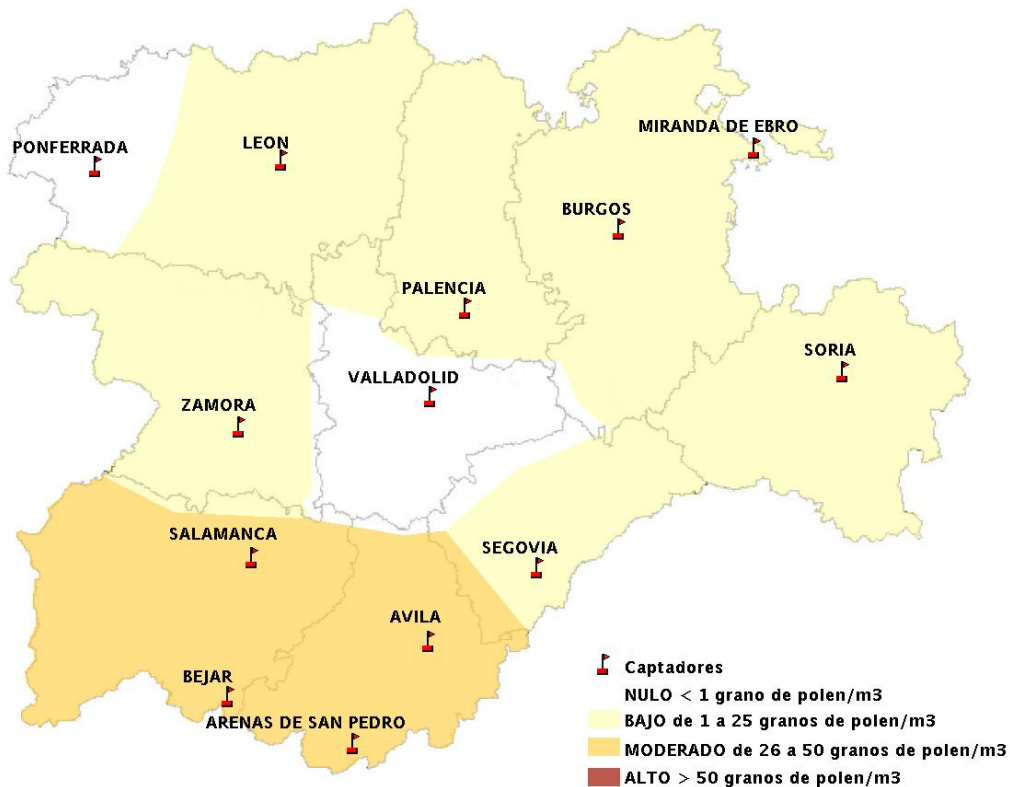 MIRANDA DE EBRO
PONFERRADA
LEON
BURGOS
PALENCIA
SORIA
VALLADOLID
ZAMORA
SALAMANCA
SEGOVIA
AVILA
BEJAR
ARENAS DE SAN PEDRO
Captadores
NULO < 1 grano de polen/m3
BAJO de 1 a 25 granos de polen/m3
MODERADO de 26 a 50 granos de polen/m3
ALTO > 50 granos de polen/m3